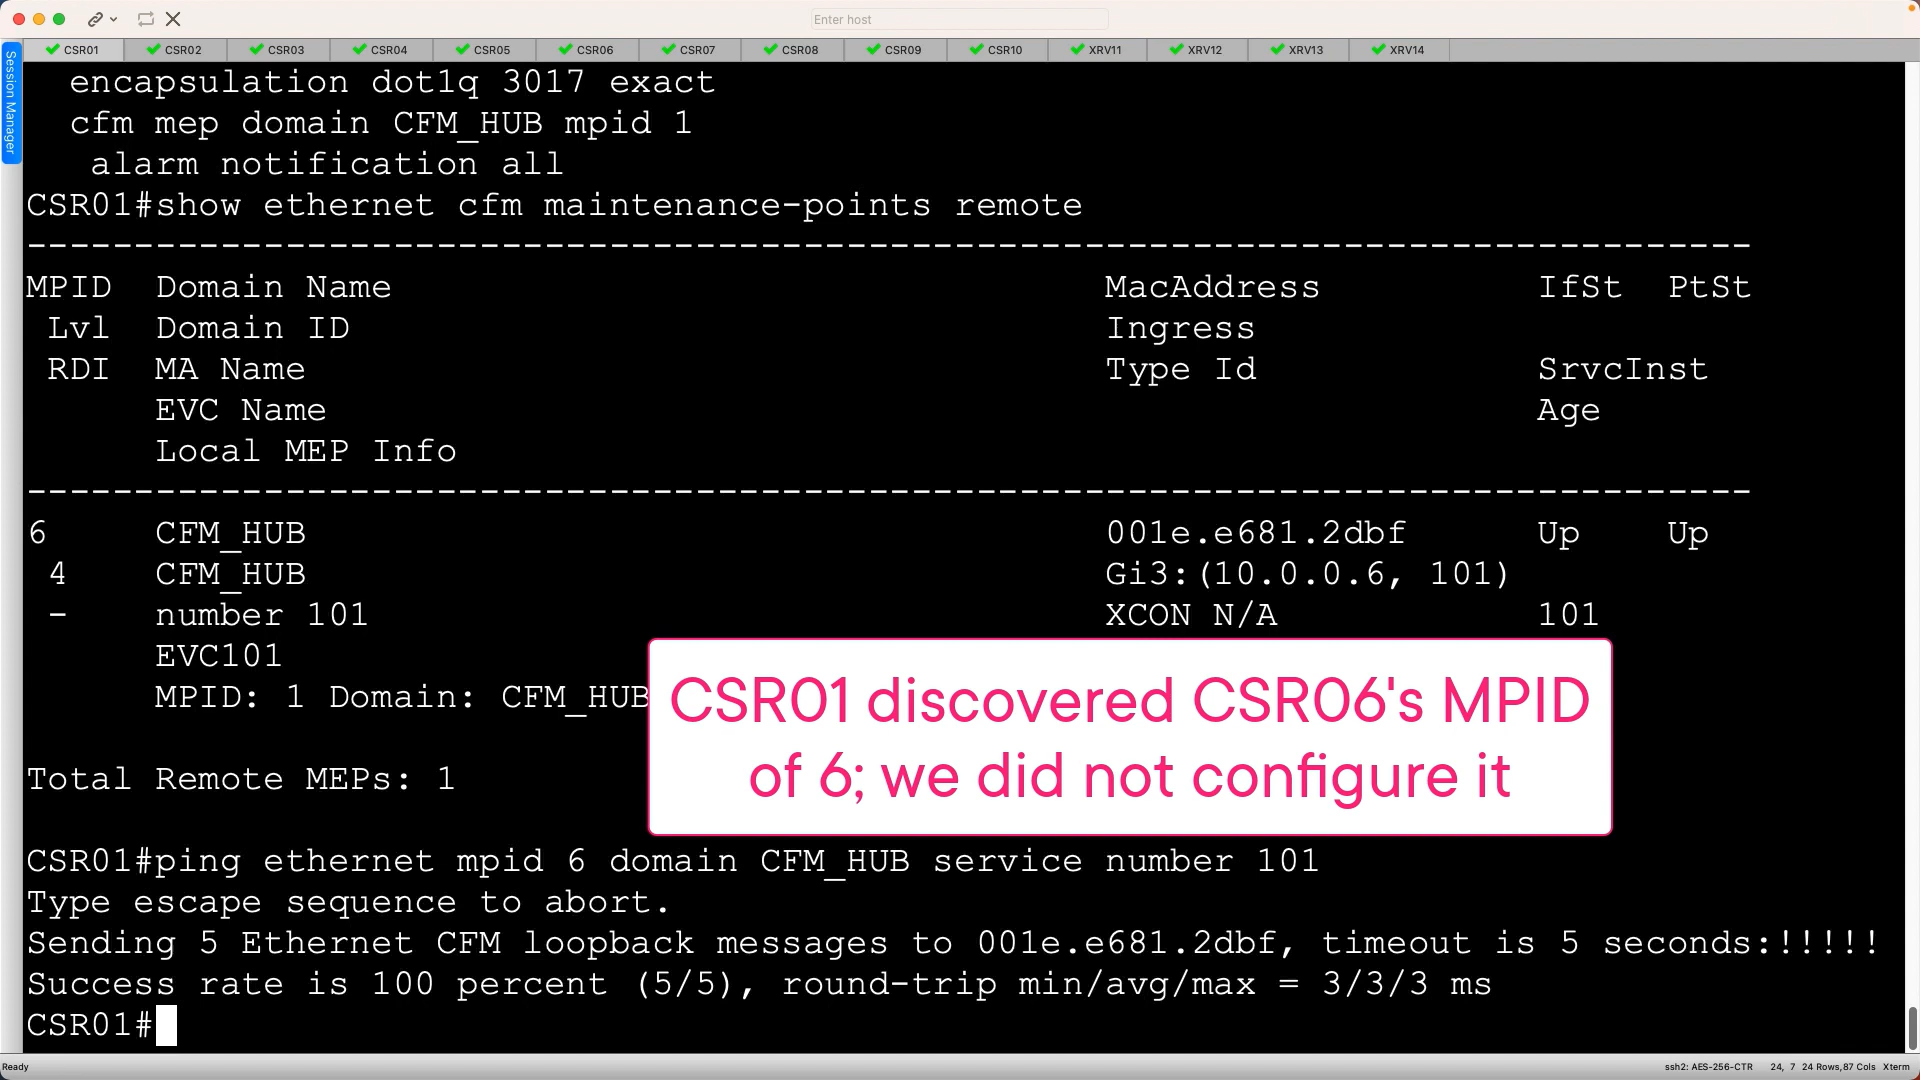 Enter host
CSR01 CSR02 CSR03 CSR04 CSR05 CSR06 CSR07 CSR08 CSR09 CSR10 XRV11 XRV12 XRV13 XRV14
Session Manager
encapsulation dot1q 3017 exact
cfm mep domain CFM_HUB mpid 1
alarm notification all
CSR01#show ethernet cfm maintenance-points remote
--------------------------------------------------------------------------------
MPID Domain Name MacAddress IfSt PtSt
Lvl Domain ID Ingress
RDI MA Name Type Id SrvcInst
EVC Name Age
Local MEP Info
--------------------------------------------------------------------------------
6 CFM_HUB 001e.e681.2dbf Up Up
4 CFM_HUB Gi3:(10.0.0.6, 101)
- number 101 XCON N/A 101
EVC101
MPID: 1 Domain: CFM_HUB
CSR01 discovered CSR06's MPID
of 6; we did not configure it
Total Remote MEPs: 1
CSR01#ping ethernet mpid 6 domain CFM_HUB service number 101
Type escape sequence to abort.
Sending 5 Ethernet CFM loopback messages to 001e.e681.2dbf, timeout is 5 seconds:!!!!!
Success rate is 100 percent (5/5), round-trip min/avg/max = 3/3/3 ms
CSR01#
Ready ssh2: AES-256-CTR 24, 7 24 Rows,87 Cols Xterm